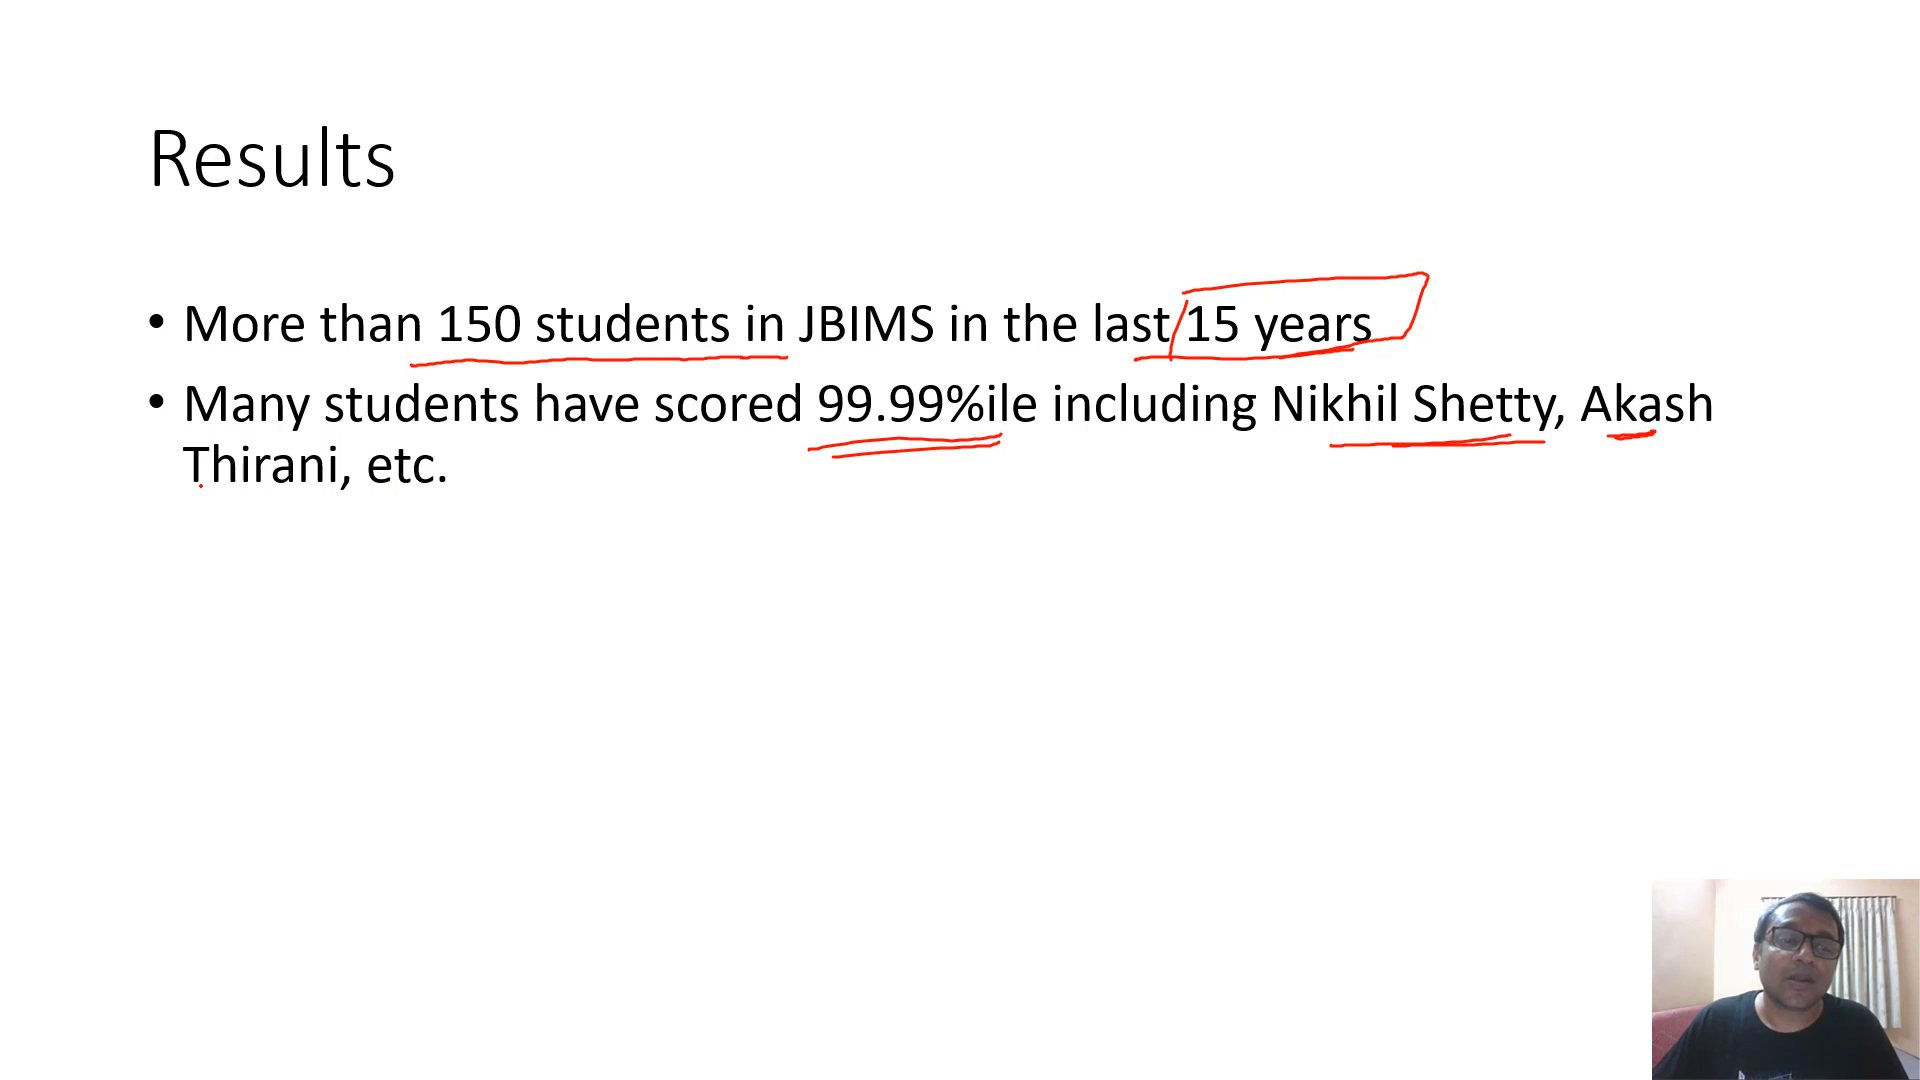 Results
• More than 150 students in JBIMS in the last 15 years
• Many students have scored 99.99%ile including Nikhil Shetty, Akash
Thirani, etc.